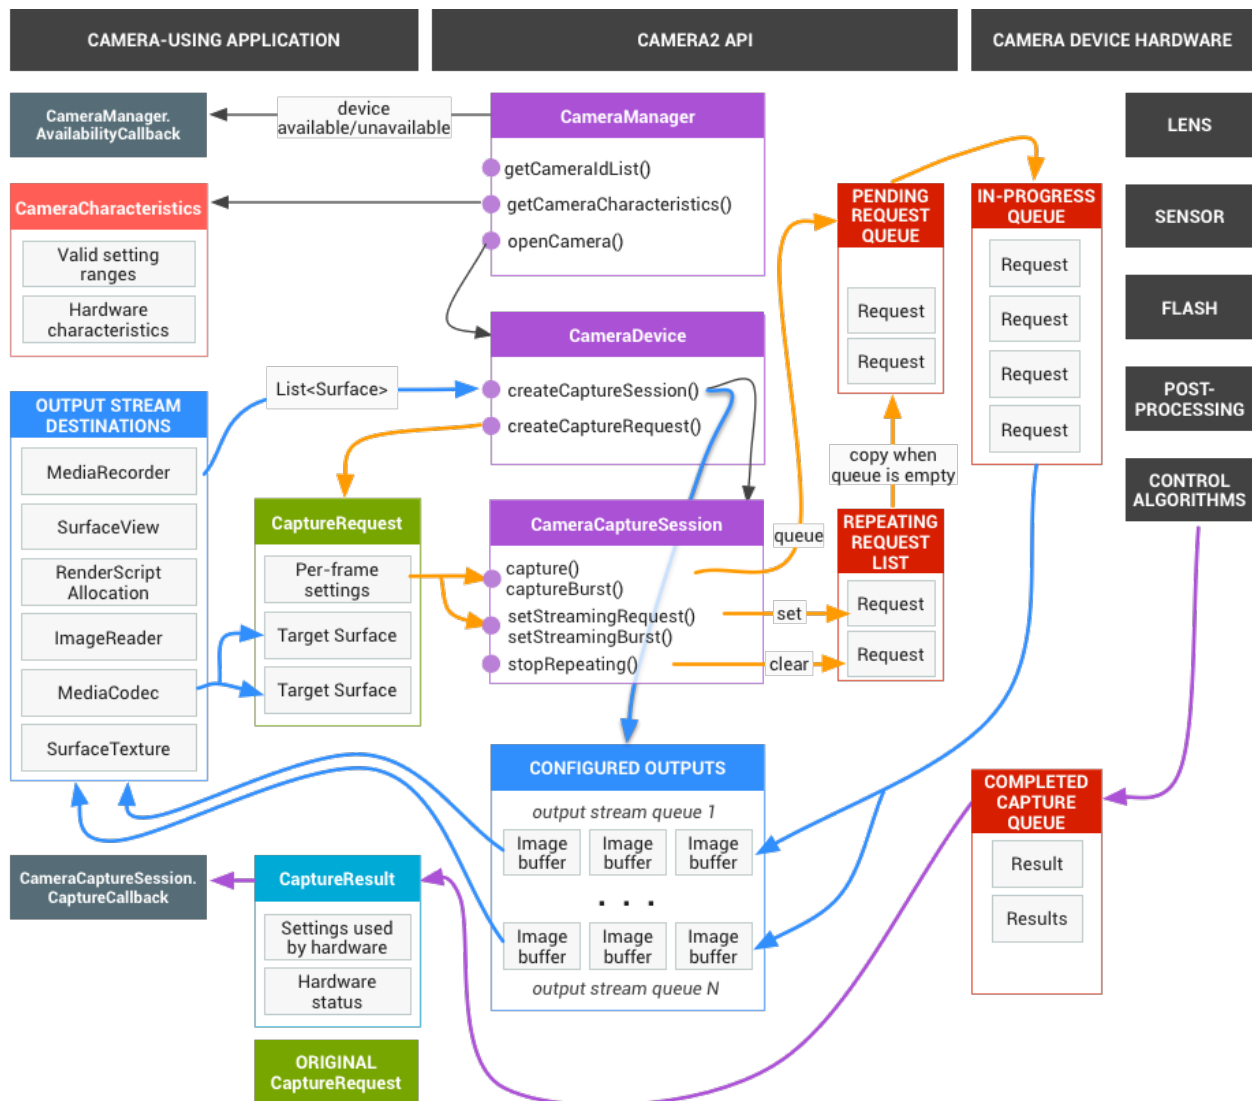 CAMERA-USING APPLICATION
CAMERA2 API
CAMERA DEVICE HARDWARE
CameraManager.
AvailabilityCallback
device
available/unavailable
CameraManager
getCameraIdList()
getCameraCharacteristics()
openCamera()
CameraCharacteristics
Valid setting
ranges
Hardware
characteristics
PENDING
REQUEST
QUEUE
Request
Request
IN-PROGRESS
QUEUE
Request
Request
Request
Request
LENS
SENSOR
FLASH
POST-
PROCESSING
CONTROL
ALGORITHMS
CameraDevice
createCaptureSession()
createCaptureRequest()
List<Surface>
OUTPUT STREAM
DESTINATIONS
MediaRecorder
SurfaceView
RenderScript
Allocation
ImageReader
MediaCodec
SurfaceTexture
CaptureRequest
Per-frame
settings
Target Surface
Target Surface
CameraCaptureSession
capture()
captureBurst()
setStreamingRequest()
setStreamingBurst()
stopRepeating()
queue
set
clear
copy when
queue is empty
REPEATING
REQUEST
LIST
Request
Request
CONFIGURED OUTPUTS
output stream queue 1
Image
buffer
Image
buffer
Image
buffer
. . .
Image
buffer
Image
buffer
Image
buffer
output stream queue N
COMPLETED
CAPTURE
QUEUE
Result
Results
CameraCaptureSession.
CaptureCallback
CaptureResult
Settings used
by hardware
Hardware
status
ORIGINAL
CaptureRequest